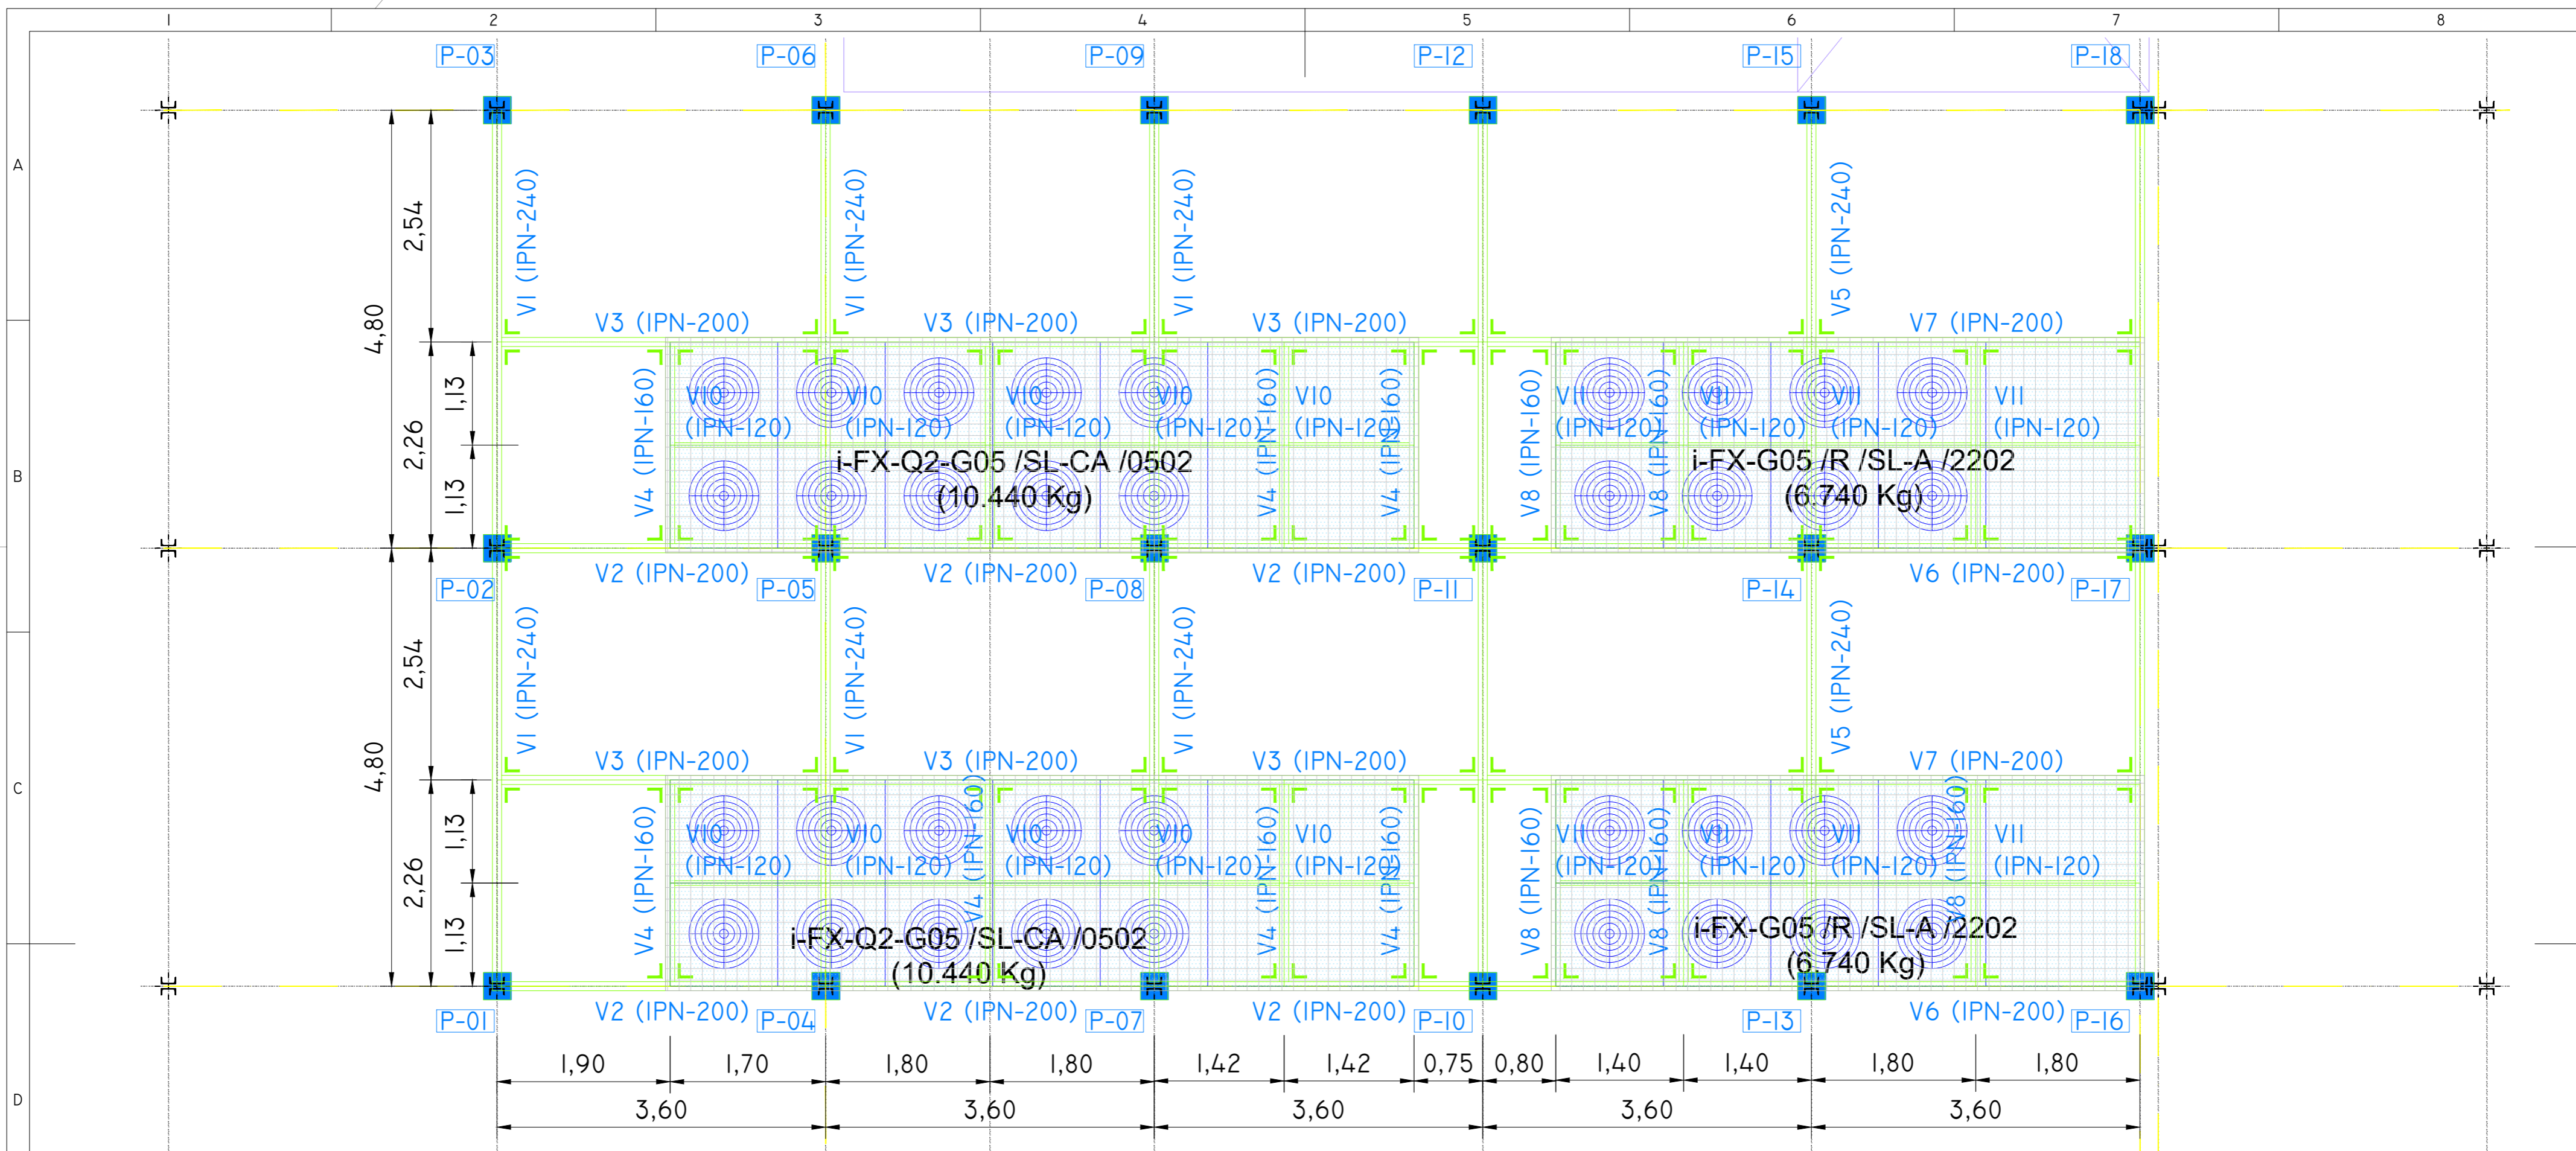 1 2 3 4 5 6 7 8
P-03 P-06 P-09 P-12 P-15 P-18
A
2,54
V1 (IPN-240) V1 (IPN-240) V1 (IPN-240) V5 (IPN-240)
4,80
V3 (IPN-200) V3 (IPN-200) V3 (IPN-200) V7 (IPN-200)
1,13
2,26
V4 (IPN-160) V4 (IPN-160) V4 (IPN-160) V8 (IPN-160) V8 (IPN-160)
V10 V10 V10 V10 V10 V11 V11 V11 V11
(IPN-120) (IPN-120) (IPN-120) (IPN-120) (IPN-120) (IPN-120) (IPN-120) (IPN-120) (IPN-120)
B
i-FX-Q2-G05 /SL-CA /0502 i-FX-G05 /R /SL-A /2202
(10.440 Kg) (6.740 Kg)
1,13
V2 (IPN-200) V2 (IPN-200) V2 (IPN-200) V6 (IPN-200)
P-02 P-05 P-08 P-11 P-14 P-17
2,54
V1 (IPN-240) V1 (IPN-240) V1 (IPN-240) V5 (IPN-240)
4,80
V3 (IPN-200) V3 (IPN-200) V3 (IPN-200) V7 (IPN-200)
C
1,13
2,26
V4 (IPN-160) V4 (IPN-160) V4 (IPN-160) V4 (IPN-160) V8 (IPN-160) V8 (IPN-160) V8 (IPN-160)
V10 V10 V10 V10 V10 V11 V11 V11 V11
(IPN-120) (IPN-120) (IPN-120) (IPN-120) (IPN-120) (IPN-120) (IPN-120) (IPN-120) (IPN-120)
1,13
i-FX-Q2-G05 /SL-CA /0502 i-FX-G05 /R /SL-A /2202
(10.440 Kg) (6.740 Kg)
V2 (IPN-200) V2 (IPN-200) V2 (IPN-200) V6 (IPN-200)
P-01 P-04 P-07 P-10 P-13 P-16
1,90 1,70 1,80 1,80 1,42 1,42 0,75 0,80 1,40 1,40 1,80 1,80
D
3,60 3,60 3,60 3,60 3,60